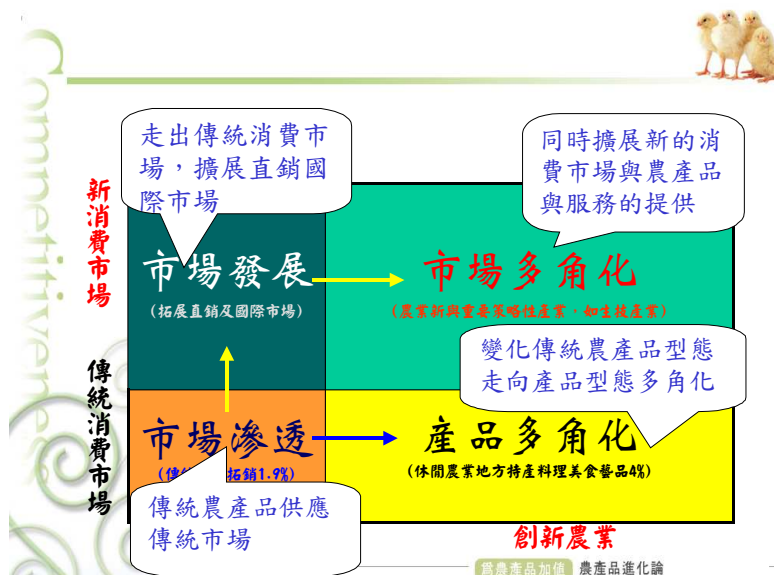 Competitiveness
走出傳統消費市
場，擴展直銷國
際市場
同時擴展新的消
費市場與農產品
與服務的提供
新消費市場
市場發展
(拓展直銷及國際市場)
市場多角化
(農業新興重要策略性產業，如生技產業)
變化傳統農產品型態
走向產品型態多角化
傳統消費市場
市場滲透
拓銷1.9%)
產品多角化
(休閒農業地方特產料理美食藝品4%)
傳統農產品供應
傳統市場
創新農業
為農產品加值 農產品進化論